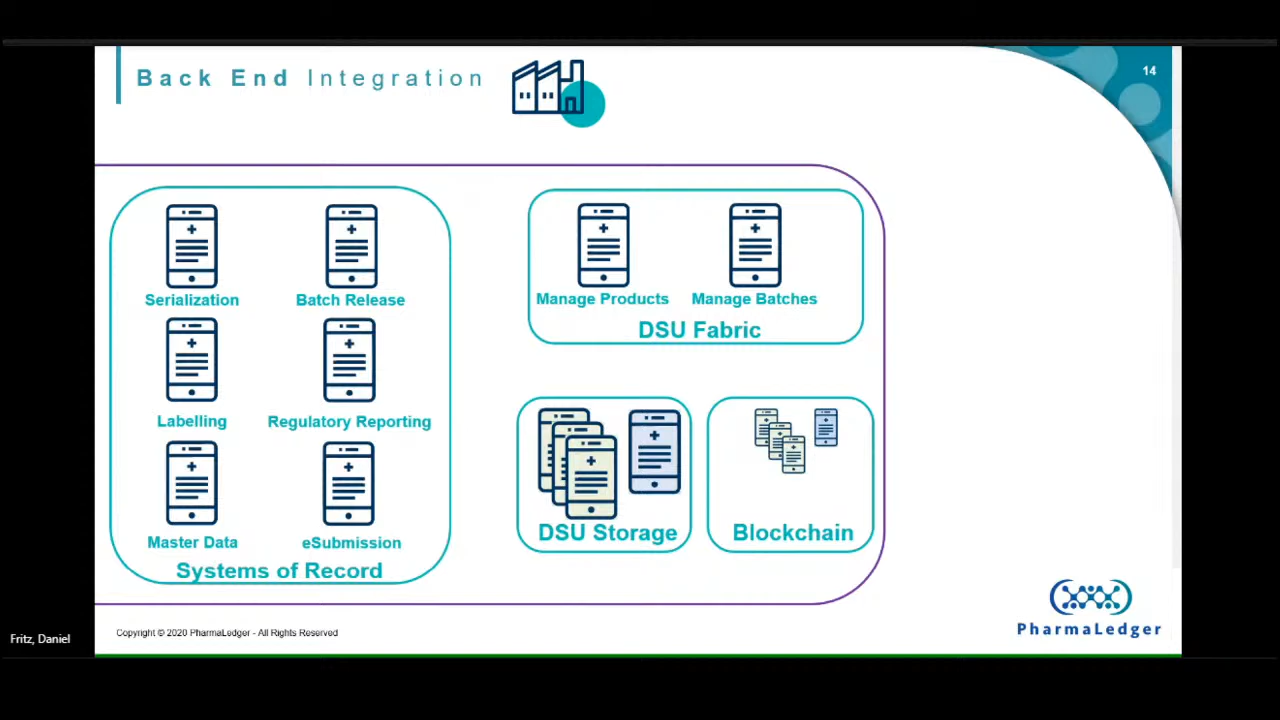 Back End Integration
14
Serialization
Batch Release
Labelling
Regulatory Reporting
Master Data
eSubmission
Systems of Record
Manage Products
Manage Batches
DSU Fabric
DSU Storage
Blockchain
PharmaLedger
Fritz, Daniel
Copyright © 2020 PharmaLedger - All Rights Reserved